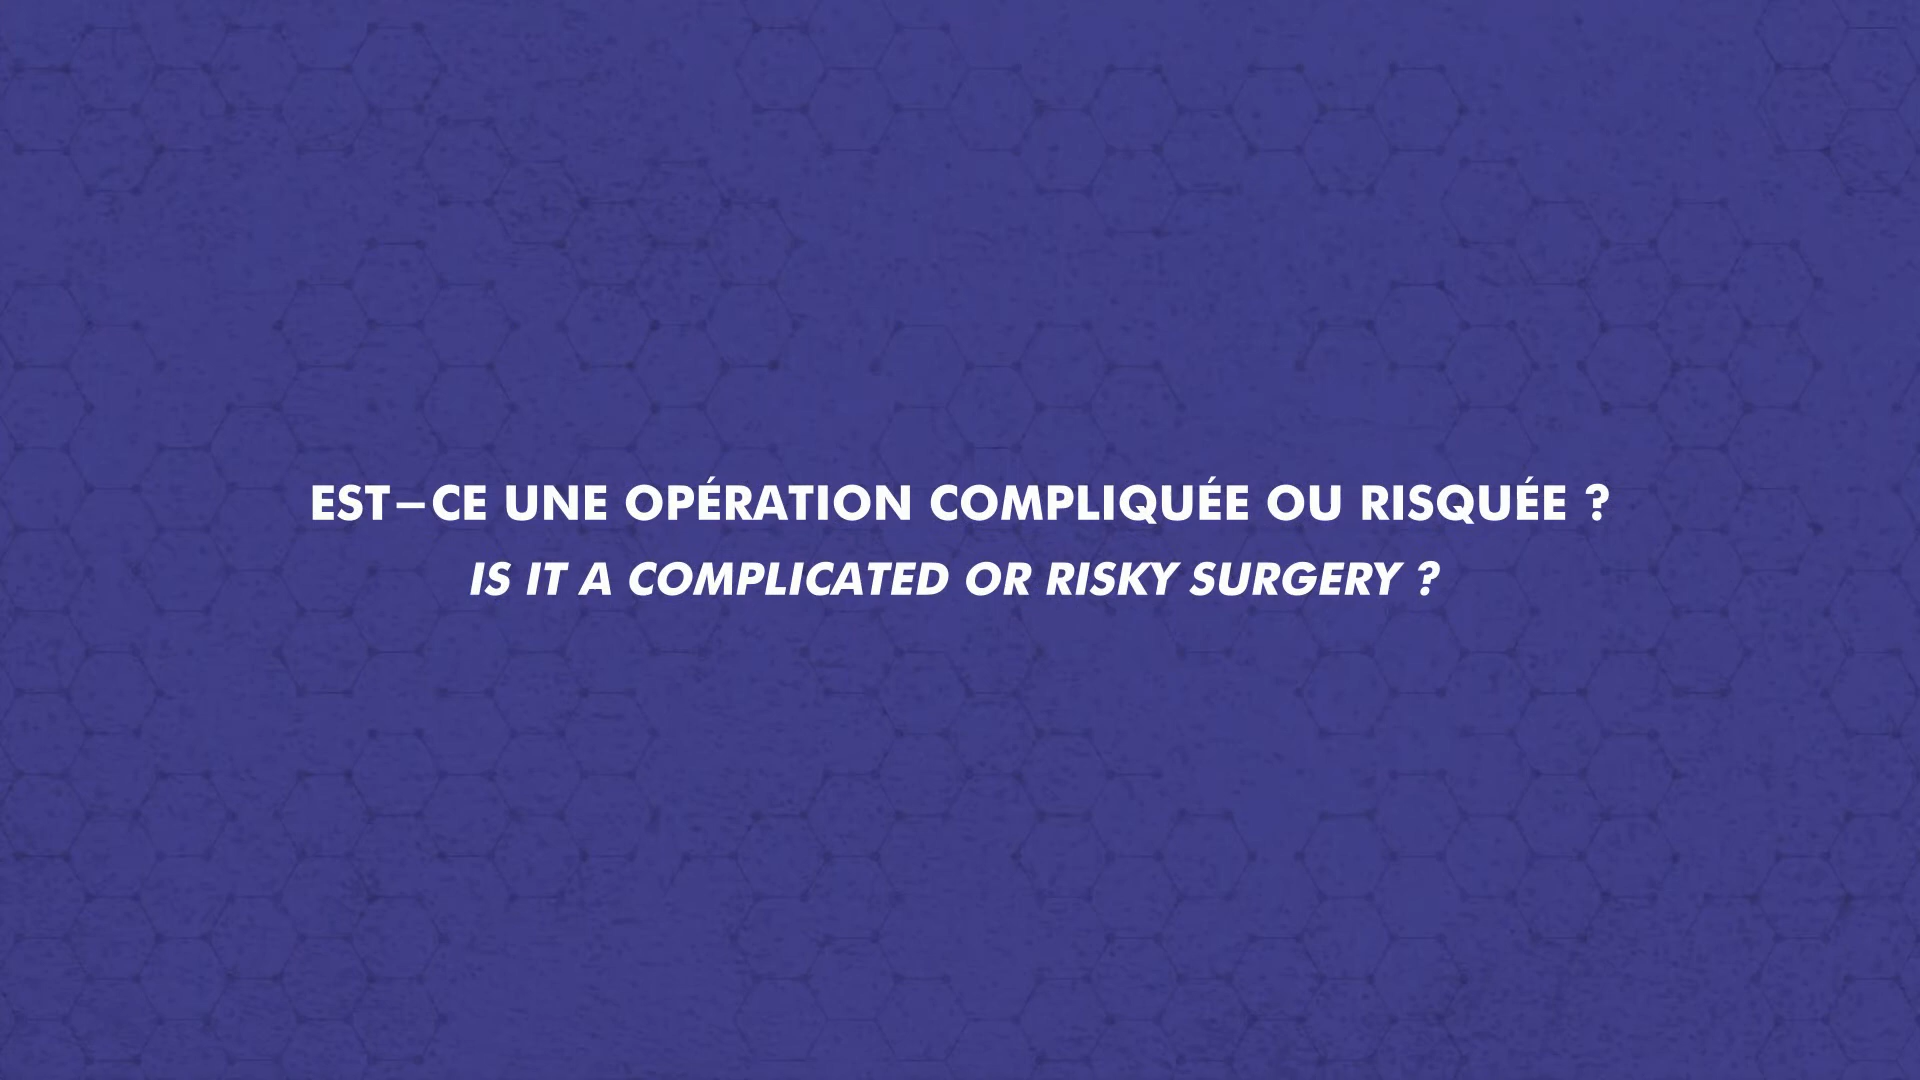 EST–CE UNE OPÉRATION COMPLIQUÉE OU RISQUÉE ?
IS IT A COMPLICATED OR RISKY SURGERY ?